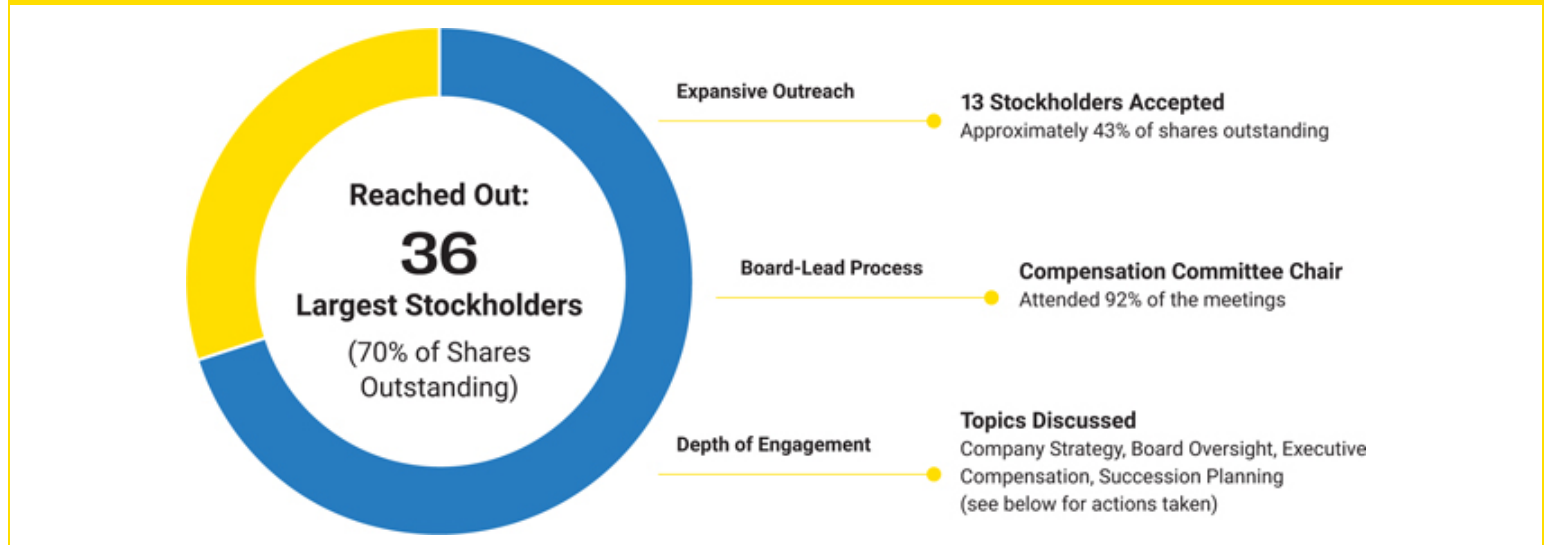 Reached Out:
36
Largest Stockholders
(70% of Shares
Outstanding)
Expansive Outreach
13 Stockholders Accepted
Approximately 43% of shares outstanding
Board-Lead Process
Compensation Committee Chair
Attended 92% of the meetings
Depth of Engagement
Topics Discussed
Company Strategy, Board Oversight, Executive
Compensation, Succession Planning
(see below for actions taken)